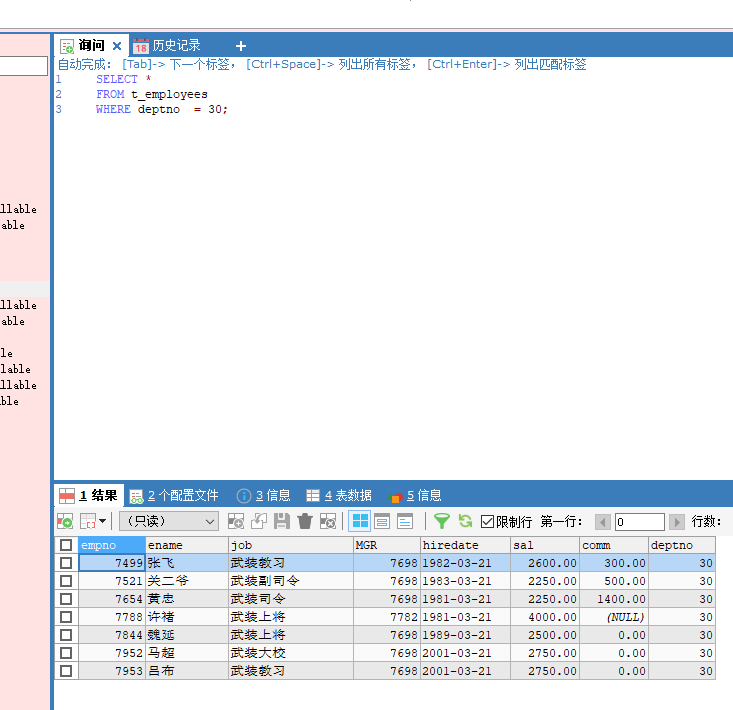 询问 × 18 历史记录 +
自动完成: [Tab]-> 下一个标签, [Ctrl+Space]-> 列出所有标签, [Ctrl+Enter]-> 列出匹配标签
1 SELECT *
2 FROM t_employees
3 WHERE deptno = 30;
llable
able
llable
able
le
lable
llable
ble
1 结果 2 个配置文件 3 信息 4 表数据 5 信息
(只读) 限制行 第一行: 0 行数:
empno ename job MGR hiredate sal comm deptno
7499 张飞 武装教习 7698 1982-03-21 2600.00 300.00 30
7521 关二爷 武装副司令 7698 1983-03-21 2250.00 500.00 30
7654 黄忠 武装司令 7698 1981-03-21 2250.00 1400.00 30
7788 许褚 武装上将 7782 1981-03-21 4000.00 (NULL) 30
7844 魏延 武装上将 7698 1989-03-21 2500.00 0.00 30
7952 马超 武装大校 7698 2001-03-21 2750.00 0.00 30
7953 吕布 武装教习 7698 2001-03-21 2750.00 0.00 30